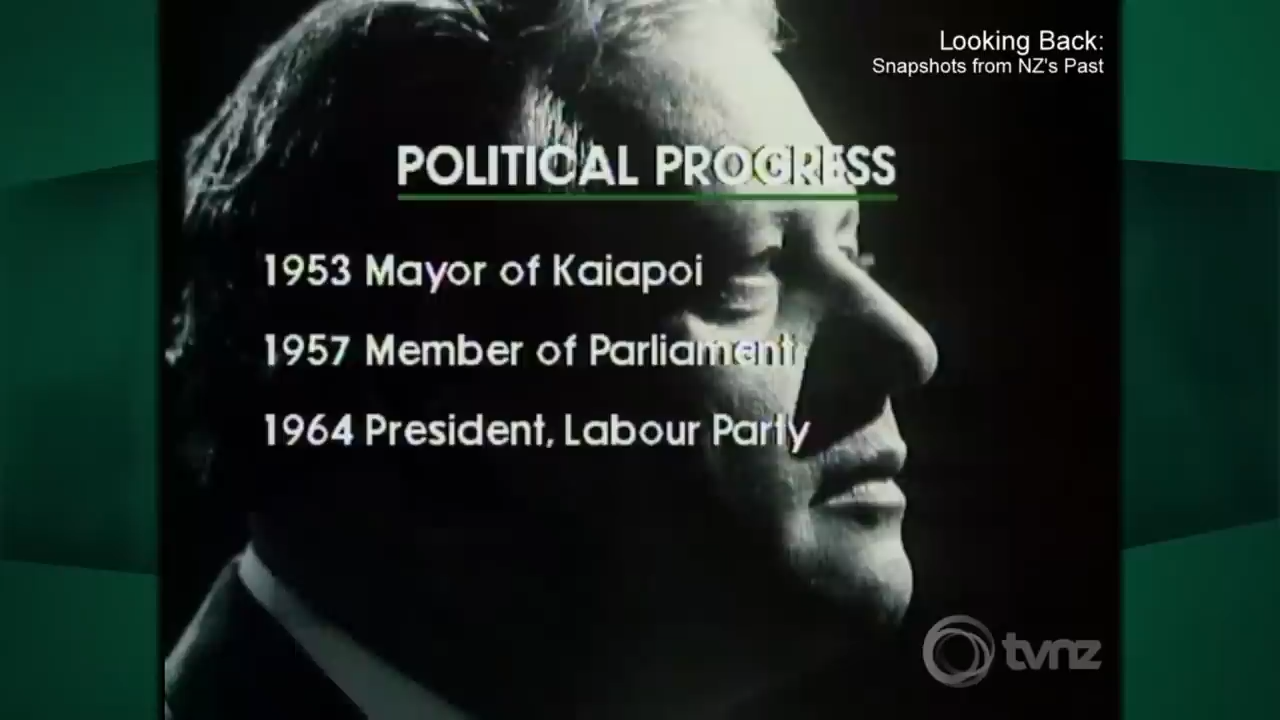 Looking Back:
Snapshots from NZ's Past
POLITICAL PROGRESS
1953 Mayor of Kaiapoi
1957 Member of Parliament
1964 President, Labour Party
tvnz